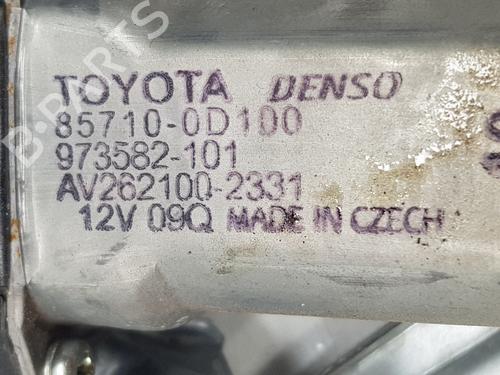 TOYOTA DENSO
85710-0D100
973582-101
AV262100-2331
12V 09Q MADE IN CZECH
B-PARTS